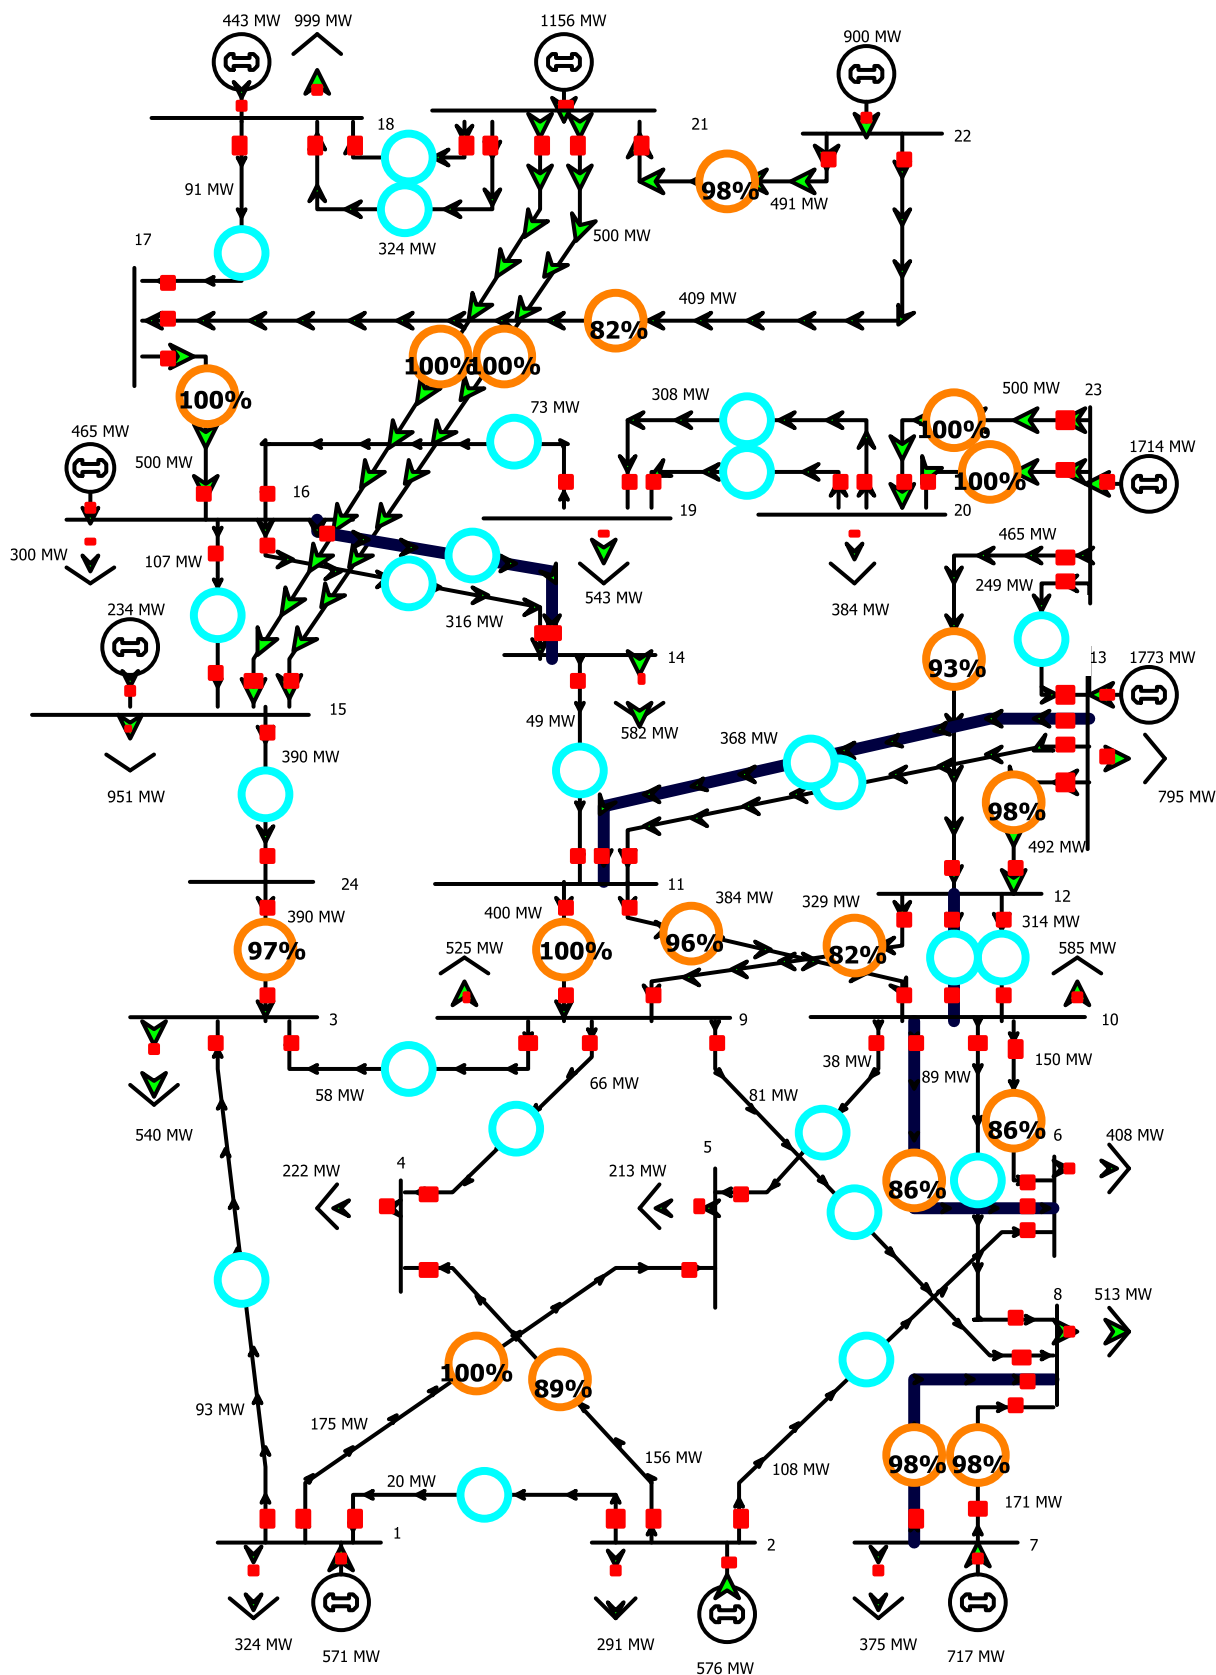 443 MW
999 MW
1156 MW
900 MW
18
21
22
98%
91 MW
491 MW
17
324 MW
500 MW
409 MW
82%
100%
100%
100%
73 MW
308 MW
500 MW
23
100%
465 MW
1714 MW
500 MW
100%
16
19
20
465 MW
300 MW
107 MW
249 MW
543 MW
384 MW
234 MW
316 MW
14
93%
13
1773 MW
15
49 MW
582 MW
368 MW
390 MW
951 MW
795 MW
98%
492 MW
24
11
12
390 MW
400 MW
384 MW
329 MW
314 MW
97%
525 MW
100%
96%
82%
585 MW
3
9
10
38 MW
89 MW
150 MW
58 MW
66 MW
81 MW
540 MW
86%
6
408 MW
222 MW
4
213 MW
5
86%
8
513 MW
100%
89%
93 MW
175 MW
156 MW
108 MW
98%
98%
20 MW
171 MW
1
2
7
324 MW
571 MW
291 MW
576 MW
375 MW
717 MW